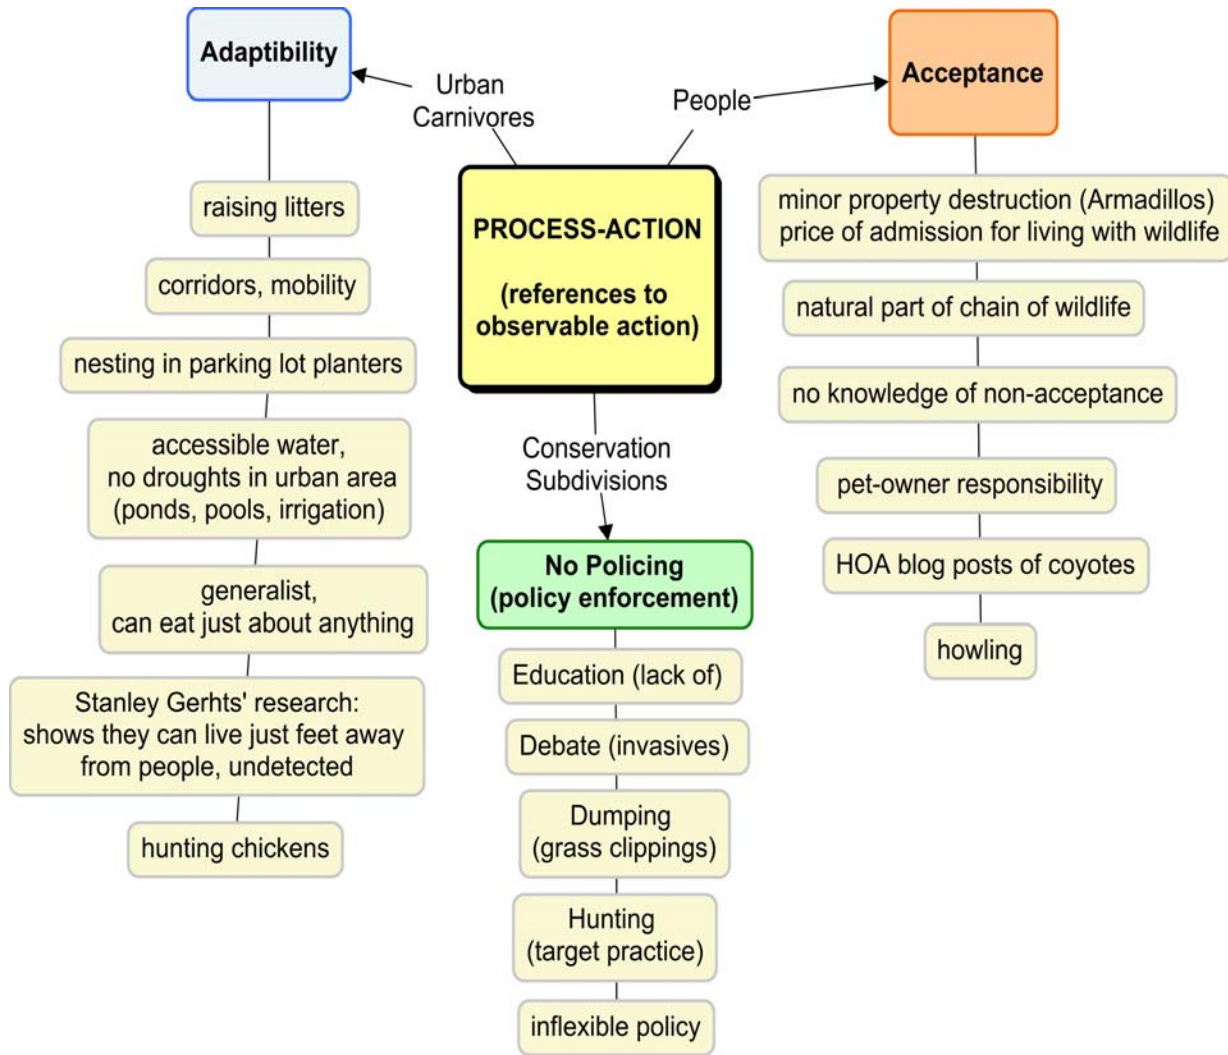 Adaptibility
Urban
Carnivores
People
Acceptance
PROCESS-ACTION
(references to
observable action)
raising litters
corridors, mobility
nesting in parking lot planters
accessible water,
no droughts in urban area
(ponds, pools, irrigation)
generalist,
can eat just about anything
Stanley Gerhts' research:
shows they can live just feet away
from people, undetected
hunting chickens
Conservation
Subdivisions
No Policing
(policy enforcement)
Education (lack of)
Debate (invasives)
Dumping
(grass clippings)
Hunting
(target practice)
inflexible policy
minor property destruction (Armadillos)
price of admission for living with wildlife
natural part of chain of wildlife
no knowledge of non-acceptance
pet-owner responsibility
HOA blog posts of coyotes
howling